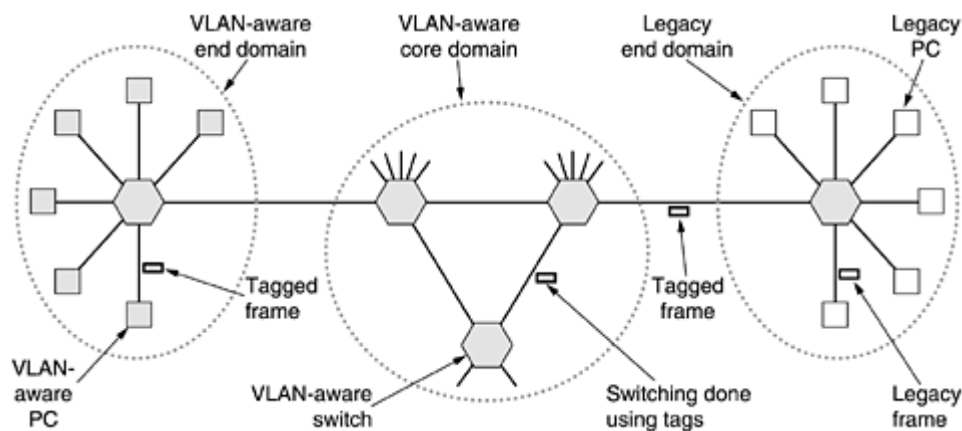 VLAN-aware
end domain
VLAN-aware
core domain
Legacy
end domain
Legacy
PC
Tagged
frame
Tagged
frame
VLAN-
aware
PC
VLAN-aware
switch
Switching done
using tags
Legacy
frame